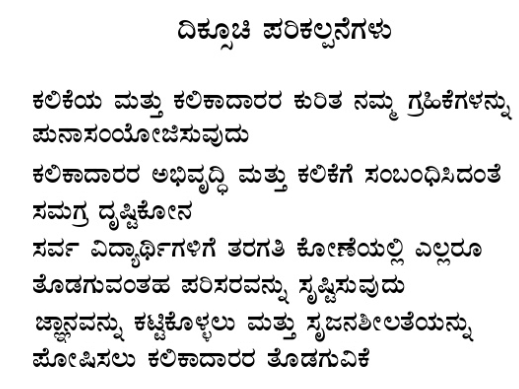 ದಿಕ್ಸೂಚಿ ಪರಿಕಲ್ಪನೆಗಳು
ಕಲಿಕೆಯ ಮತ್ತು ಕಲಿಕಾದಾರರ ಕುರಿತ ನಮ್ಮ ಗ್ರಹಿಕೆಗಳನ್ನು
ಪುನಾಸಂಯೋಜಿಸುವುದು
ಕಲಿಕಾದಾರರ ಅಭಿವೃದ್ಧಿ ಮತ್ತು ಕಲಿಕೆಗೆ ಸಂಬಂಧಿಸಿದಂತೆ
ಸಮಗ್ರ ದೃಷ್ಟಿಕೋನ
ಸರ್ವ ವಿದ್ಯಾರ್ಥಿಗಳಿಗೆ ತರಗತಿ ಕೋಣೆಯಲ್ಲಿ ಎಲ್ಲರೂ
ತೊಡಗುವಂತಹ ಪರಿಸರವನ್ನು ಸೃಷ್ಟಿಸುವುದು
ಜ್ಞಾನವನ್ನು ಕಟ್ಟಿಕೊಳ್ಳಲು ಮತ್ತು ಸೃಜನಶೀಲತೆಯನ್ನು
ಪೋಷಿಸಲು ಕಲಿಕಾದಾರರ ತೊಡಗುವಿಕೆ